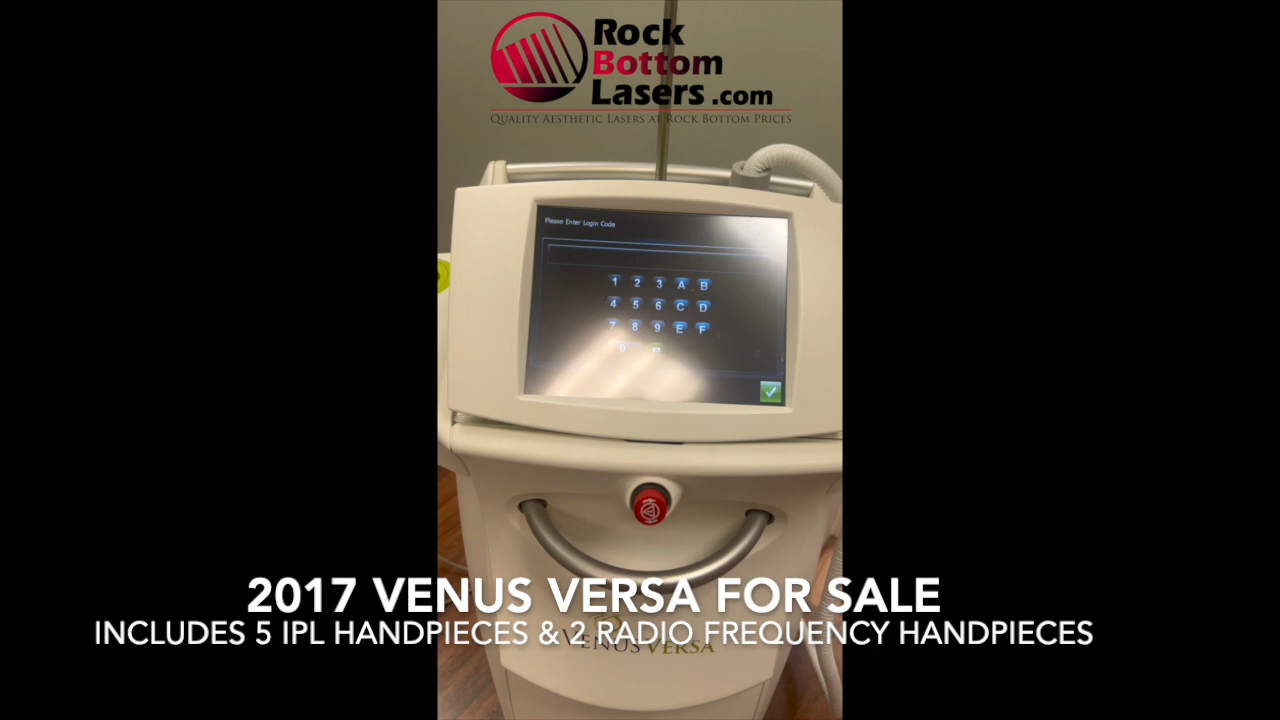 Rock
Bottom
Lasers.com
Quality Aesthetic Lasers at Rock Bottom Prices
Please Enter Login Code
1 2 3 A B
4 5 6 C D
7 8 9 E F
0
2017 VENUS VERSA FOR SALE
INCLUDES 5 IPL HANDPIECES & 2 RADIO FREQUENCY HANDPIECES
VENUS VERSA